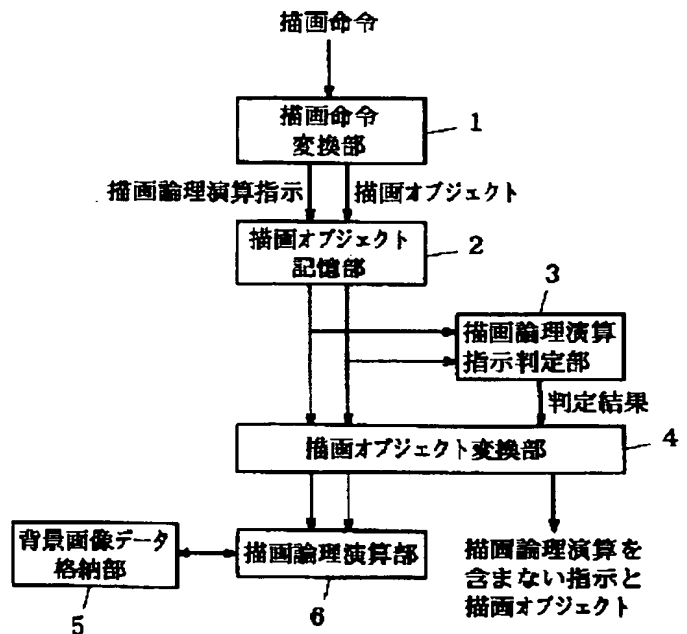 描画命令
描画命令
変換部
1
描画論理演算指示
描画オブジェクト
描画オブジェクト
記憶部
2
3
描画論理演算
指示判定部
判定結果
描画オブジェクト変換部
4
背景画像データ
格納部
5
描画論理演算部
6
描画論理演算を
含まない指示と
描画オブジェクト